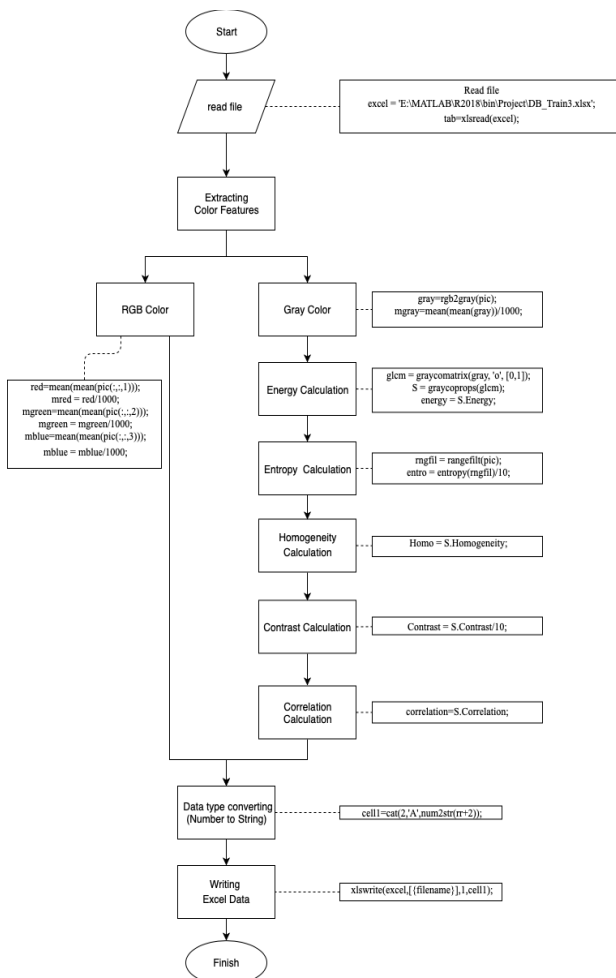 Start
read file
Read file
excel = 'E:\MATLAB\R2018\bin\Project\DB_Train3.xlsx';
tab=xlsread(excel);
Extracting
Color Features
RGB Color
Gray Color
gray=rgb2gray(pic);
mgray=mean(mean(gray))/1000;
red=mean(mean(pic(:,:,1)));
mred = red/1000;
mgreen=mean(mean(pic(:,:,2)));
mgreen = mgreen/1000;
mblue=mean(mean(pic(:,:,3)));
mblue = mblue/1000;
Energy Calculation
glcm = graycomatrix(gray, 'o', [0,1]);
S = graycoprops(glcm);
energy = S.Energy;
Entropy Calculation
rngfil = rangefilt(pic);
entro = entropy(rngfil)/10;
Homogeneity
Calculation
Homo = S.Homogeneity;
Contrast Calculation
Contrast = S.Contrast/10;
Correlation
Calculation
correlation=S.Correlation;
Data type converting
(Number to String)
cell1=cat(2,'A',num2str(rr+2));
Writing
Excel Data
xlswrite(excel,[{filename}],1,cell1);
Finish